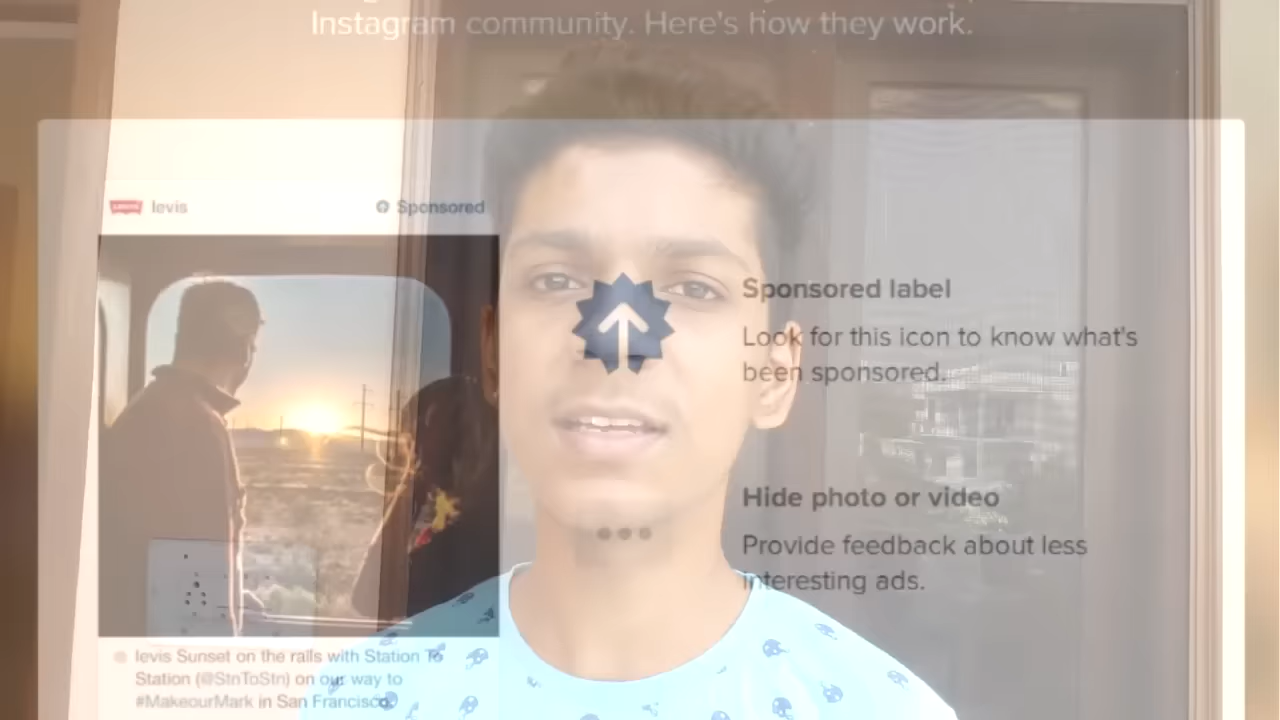 Instagram community. Here's how they work.
levis
Sponsored
Sponsored label
Look for this icon to know what's
been sponsored.
Hide photo or video
Provide feedback about less
interesting ads.
levis Sunset on the rails with Station To
Station (@StnToStn) on our way to
#MakeourMark in San Francisco.